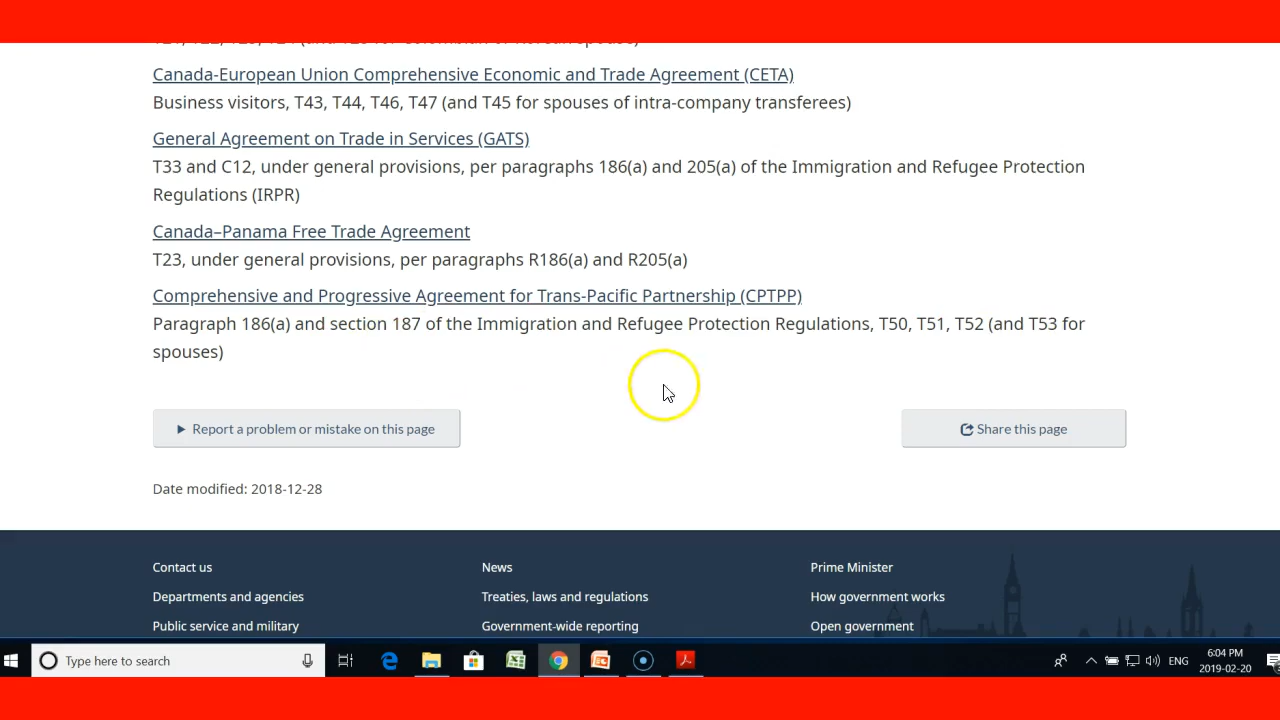 Canada-European Union Comprehensive Economic and Trade Agreement (CETA)
Business visitors, T43, T44, T46, T47 (and T45 for spouses of intra-company transferees)
General Agreement on Trade in Services (GATS)
T33 and C12, under general provisions, per paragraphs 186(a) and 205(a) of the Immigration and Refugee Protection
Regulations (IRPR)
Canada–Panama Free Trade Agreement
T23, under general provisions, per paragraphs R186(a) and R205(a)
Comprehensive and Progressive Agreement for Trans-Pacific Partnership (CPTPP)
Paragraph 186(a) and section 187 of the Immigration and Refugee Protection Regulations, T50, T51, T52 (and T53 for
spouses)
Report a problem or mistake on this page
Share this page
Date modified: 2018-12-28
Contact us
News
Prime Minister
Departments and agencies
Treaties, laws and regulations
How government works
Public service and military
Government-wide reporting
Open government
Type here to search
ENG
6:04 PM
2019-02-20